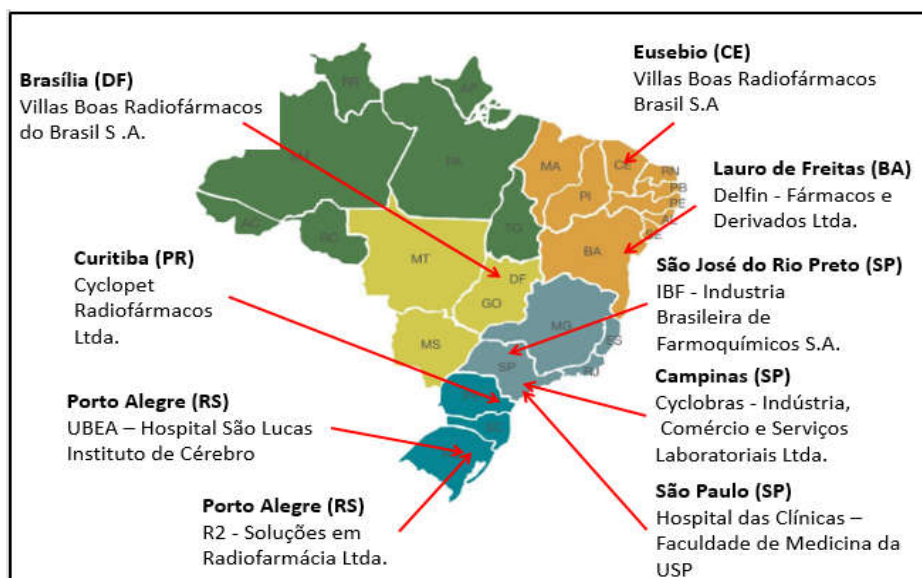 Brasília (DF)
Villas Boas Radiofármacos
do Brasil S .A.
Eusebio (CE)
Villas Boas Radiofármacos
Brasil S.A
Lauro de Freitas (BA)
Delfin - Fármacos e
Derivados Ltda.
Curitiba (PR)
Cyclopet
Radiofármacos
Ltda.
São José do Rio Preto (SP)
IBF - Industria
Brasileira de
Farmoquímicos S.A.
Porto Alegre (RS)
UBEA – Hospital São Lucas
Instituto de Cérebro
Campinas (SP)
Cyclobras - Indústria,
Comércio e Serviços
Laboratoriais Ltda.
Porto Alegre (RS)
R2 - Soluções em
Radiofarmácia Ltda.
São Paulo (SP)
Hospital das Clínicas –
Faculdade de Medicina da
USP
RR
AP
PA
MA
CE
RN
PB
PE
PI
AL
AC
RO
TO
SE
BA
MT
DF
GO
MG
ES
MS
SP
RJ
SC